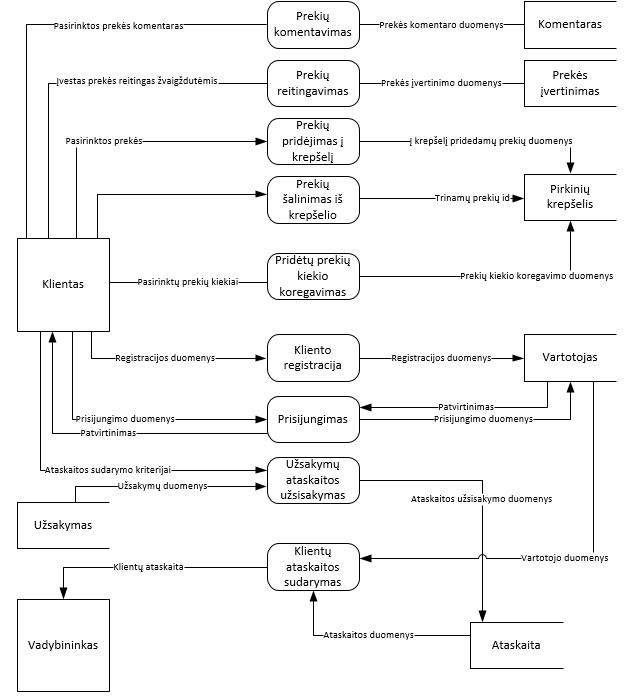 Prekių
komentavimas
Pasirinktos prekės komentaras
Prekės komentaro duomenys
Komentaras
Prekių
reitingavimas
Įvestas prekės reitingas žvaigždutėmis
Prekės įvertinimo duomenys
Prekės
įvertinimas
Prekių
pridėjimas į
krepšelį
Pasirinktos prekės
Į krepšelį pridedamų prekių duomenys
Prekių
šalinimas iš
krepšelio
Trinamų prekių id
Pirkinių
krepšelis
Klientas
Pasirinktų prekių kiekiai
Pridėtų prekių
kiekio
koregavimas
Prekių kiekio koregavimo duomenys
Registracijos duomenys
Kliento
registracija
Registracijos duomenys
Vartotojas
Prisijungimo duomenys
Patvirtinimas
Prisijungimas
Patvirtinimas
Prisijungimo duomenys
Ataskaitos sudarymo kriterijai
Užsakymų duomenys
Užsakymų
ataskaitos
užsisakymas
Ataskaitos užsisakymo duomenys
Užsakymas
Klientų ataskaita
Klientų
ataskaitos
sudarymas
Vartotojo duomenys
Vadybininkas
Ataskaitos duomenys
Ataskaita